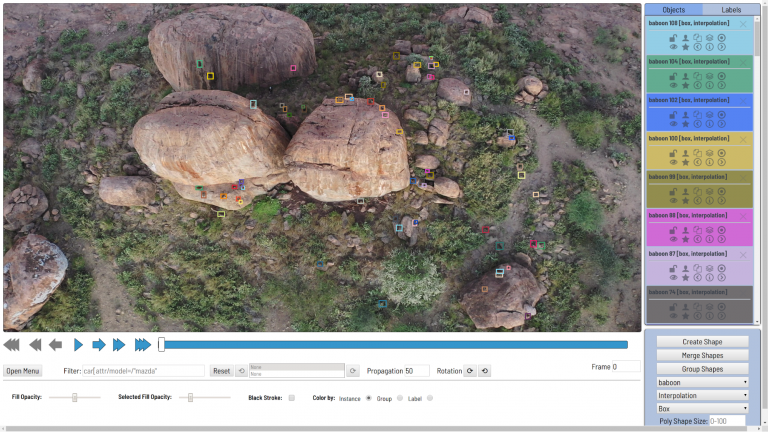 Objects Labels
baboon 108 [box, interpolation]
baboon 104 [box, interpolation]
baboon 102 [box, interpolation]
baboon 100 [box, interpolation]
baboon 99 [box, interpolation]
baboon 88 [box, interpolation]
baboon 87 [box, interpolation]
baboon 74 [box, interpolation]
Create Shape
Merge Shapes
Group Shapes
baboon
Interpolation
Box
Poly Shape Size: 0-100
Open Menu Filter: car[attr/model="mazda" Reset None None Propagation 50 Rotation Frame 0
Fill Opacity: Selected Fill Opacity: Black Stroke: Color by: Instance Group Label